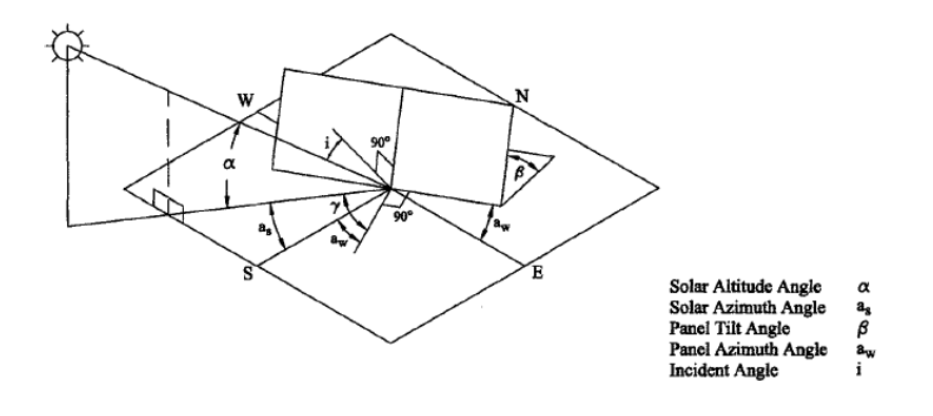 N
W
i
90°
α
β
γ
90°
a_s
a_w
a_w
S
E
Solar Altitude Angle α
Solar Azimuth Angle a_s
Panel Tilt Angle β
Panel Azimuth Angle a_w
Incident Angle i